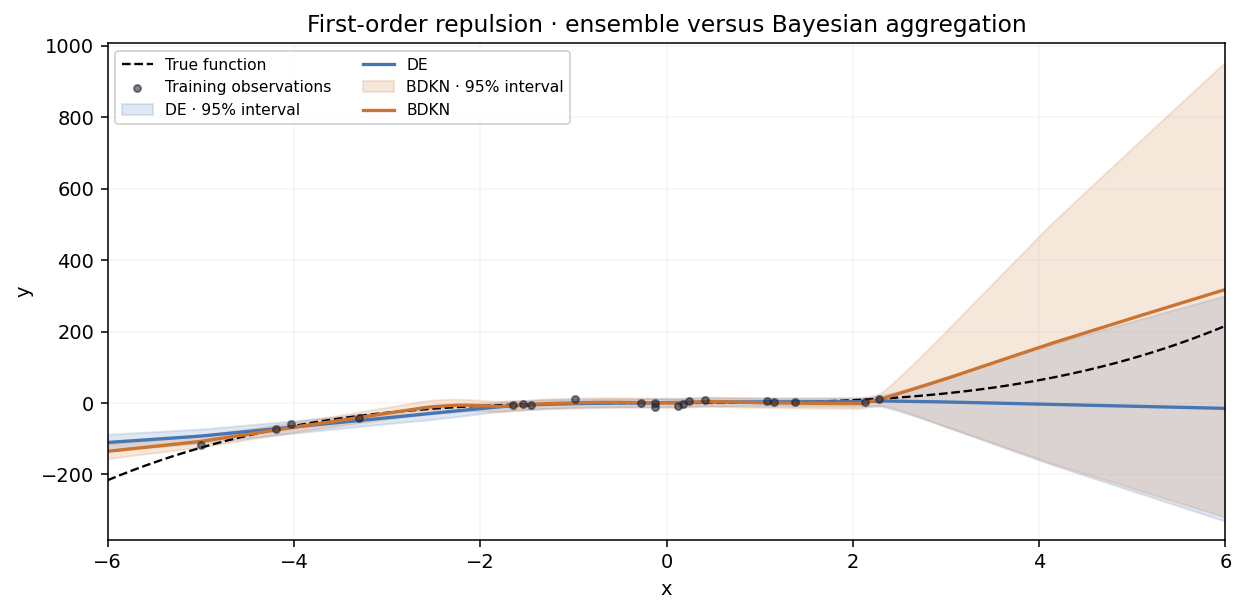 First-order repulsion · ensemble versus Bayesian aggregation
True function
Training observations
DE · 95% interval
DE
BDKN · 95% interval
BDKN
1000
800
600
400
200
0
−200
y
−6
−4
−2
0
2
4
6
x